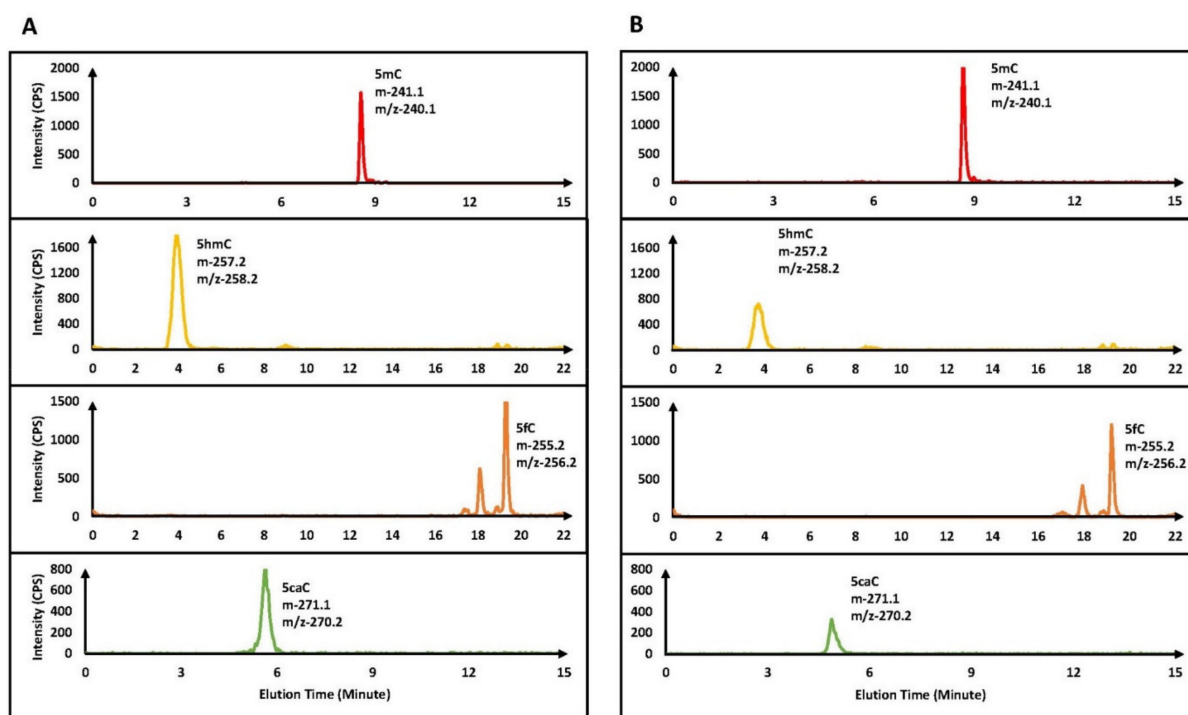 A
Intensity (CPS)
2000
1500
1000
500
0
5mC
m-241.1
m/z-240.1
0 3 6 9 12 15
Intensity (CPS)
1600
1200
800
400
0
5hmC
m-257.2
m/z-258.2
0 2 4 6 8 10 12 14 16 18 20 22
Intensity (CPS)
1500
1000
500
0
5fC
m-255.2
m/z-256.2
0 2 4 6 8 10 12 14 16 18 20 22
Intensity (CPS)
800
600
400
200
0
5caC
m-271.1
m/z-270.2
0 3 6 9 12 15
Elution Time (Minute)
B
2000
1500
1000
500
0
5mC
m-241.1
m/z-240.1
0 3 6 9 12 15
1600
1200
800
400
0
5hmC
m-257.2
m/z-258.2
0 2 4 6 8 10 12 14 16 18 20 22
1500
1000
500
0
5fC
m-255.2
m/z-256.2
0 2 4 6 8 10 12 14 16 18 20 22
800
600
400
200
0
5caC
m-271.1
m/z-270.2
0 3 6 9 12 15
Elution Time (Minute)